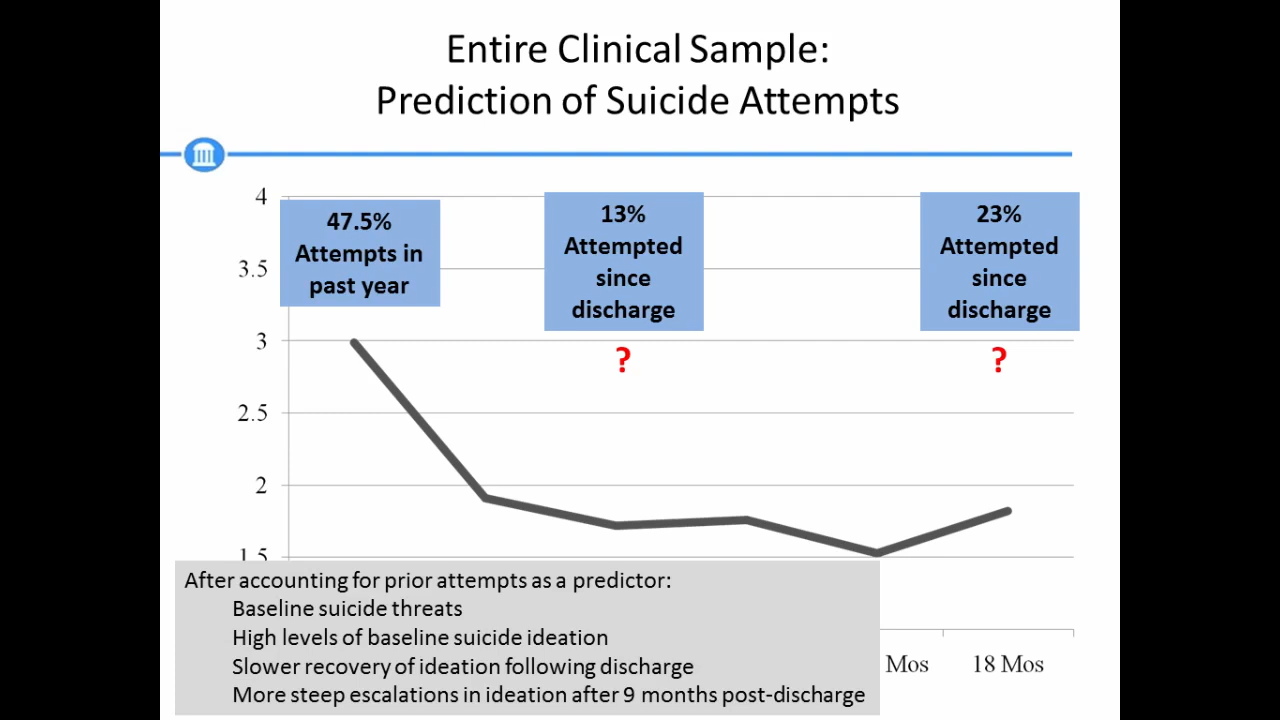 Entire Clinical Sample:
Prediction of Suicide Attempts
4
47.5%
Attempts in
past year
13%
Attempted
since
discharge
23%
Attempted
since
discharge
3.5
3
?
?
2.5
2
1.5
After accounting for prior attempts as a predictor:
Baseline suicide threats
High levels of baseline suicide ideation
Slower recovery of ideation following discharge
More steep escalations in ideation after 9 months post-discharge
Mos
18 Mos